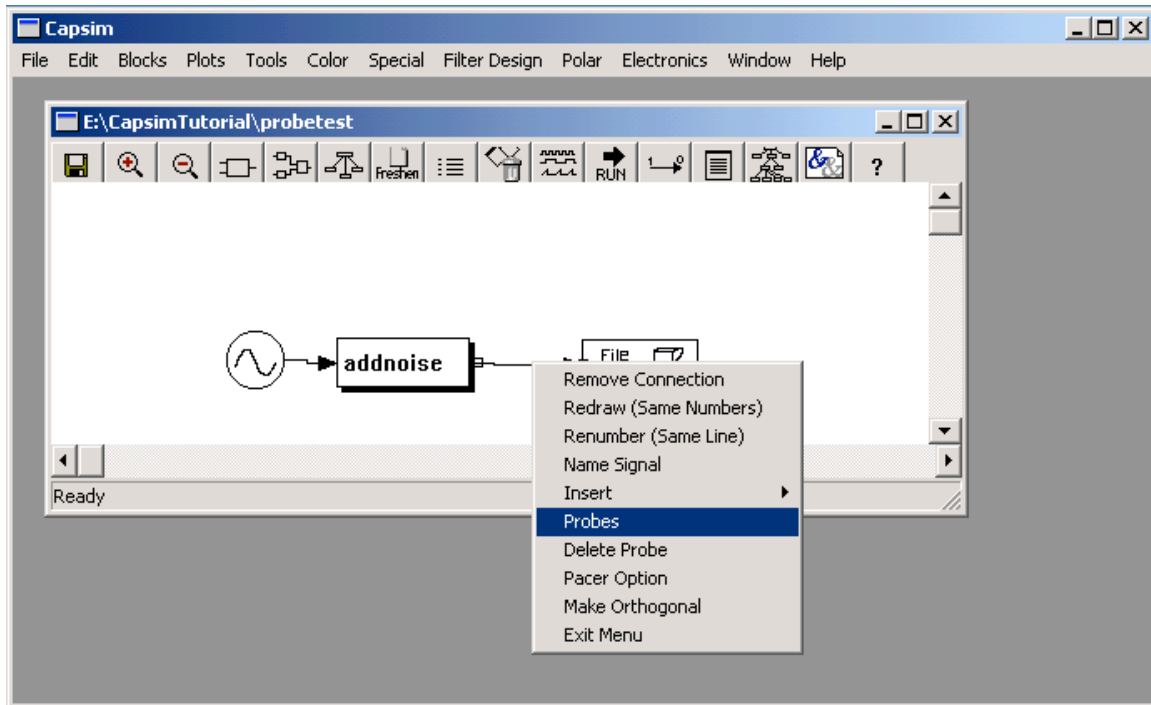 Capsim
File Edit Blocks Plots Tools Color Special Filter Design Polar Electronics Window Help
E:\CapsimTutorial\probetest
Freshen RUN 1 0 & & ?
addnoise
File
Remove Connection
Redraw (Same Numbers)
Renumber (Same Line)
Name Signal
Insert
Probes
Delete Probe
Pacer Option
Make Orthogonal
Exit Menu
Ready